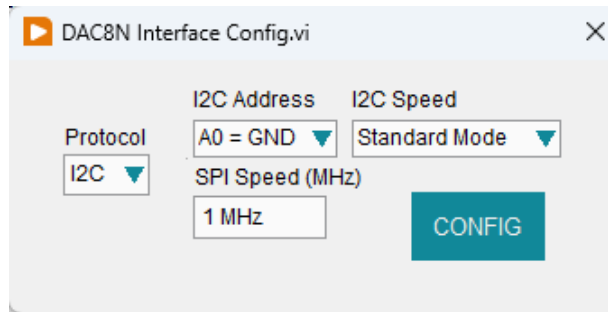 DAC8N Interface Config.vi
I2C Address I2C Speed
Protocol A0 = GND Standard Mode
I2C SPI Speed (MHz)
1 MHz
CONFIG